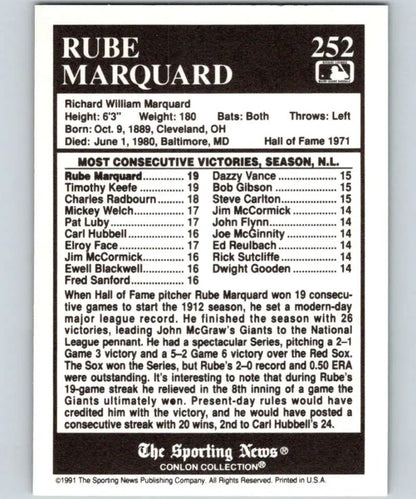 RUBE
MARQUARD
252
Richard William Marquard
Height: 6'3" Weight: 180 Bats: Both Throws: Left
Born: Oct. 9, 1889, Cleveland, OH
Died: June 1, 1980, Baltimore, MD Hall of Fame 1971
MOST CONSECUTIVE VICTORIES, SEASON, N.L.
Rube Marquard .............. 19
Timothy Keefe .............. 19
Charles Radbourn ......... 18
Mickey Welch ............... 17
Pat Luby ...................... 17
Carl Hubbell ................. 16
Elroy Face .................... 17
Jim McCormick ............. 16
Ewell Blackwell ............. 16
Fred Sanford ................ 16
Dazzy Vance ................ 15
Bob Gibson .................. 15
Steve Carlton ............... 15
Jim McCormick ............. 14
John Flynn ................... 14
Joe McGinnity .............. 14
Ed Reulbach ................ 14
Rick Sutcliffe ................ 14
Dwight Gooden ............ 14
When Hall of Fame pitcher Rube Marquard won 19 consecu-
tive games to start the 1912 season, he set a modern-day
major league record. He finished the season with 26
victories, leading John McGraw's Giants to the National
League pennant. He had a spectacular Series, pitching a 2–1
Game 3 victory and a 5–2 Game 6 victory over the Red Sox.
The Sox won the Series, but Rube's 2–0 record and 0.50 ERA
were outstanding. It's interesting to note that during Rube's
19-game streak he relieved in the 8th inning of a game the
Giants ultimately won. Present-day rules would have
credited him with the victory, and he would have posted a
consecutive streak with 20 wins, 2nd to Carl Hubbell's 24.
The Sporting News®
CONLON COLLECTION®
©1991 The Sporting News Publishing Company. All Rights Reserved. Printed in U.S.A.